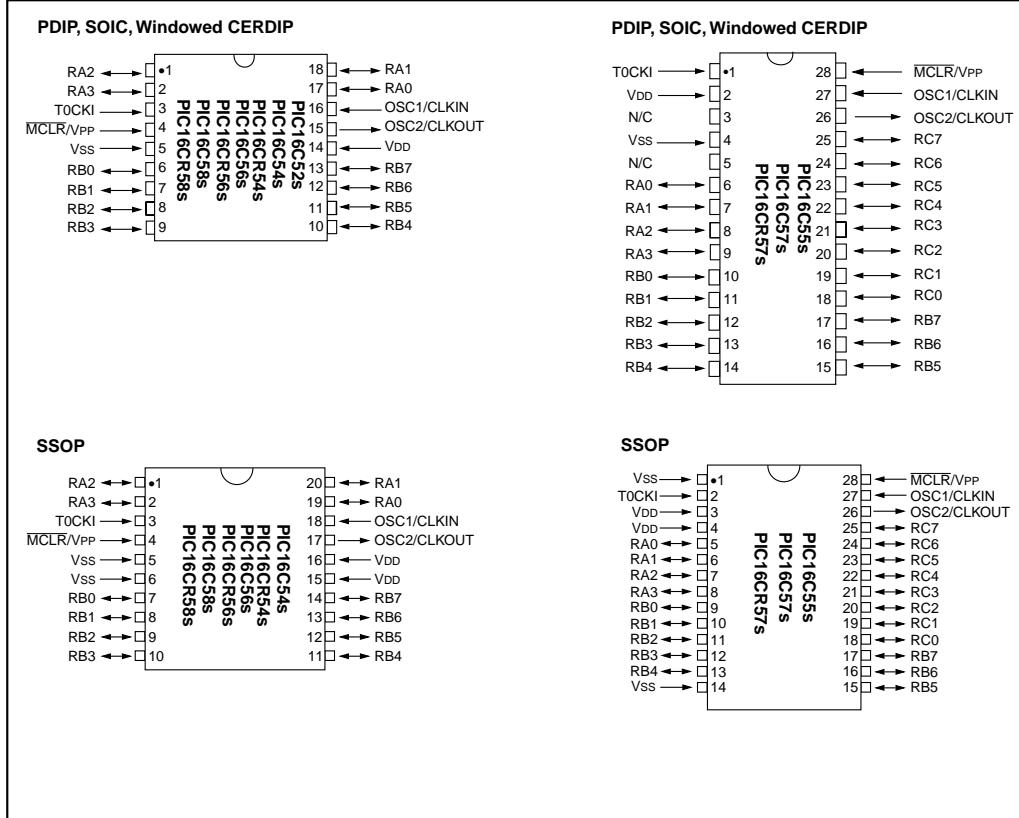 PDIP, SOIC, Windowed CERDIP
RA2 •1 18 RA1
RA3 2 17 RA0
T0CKI 3 16 OSC1/CLKIN
MCLR/VPP 4 15 OSC2/CLKOUT
VSS 5 14 VDD
RB0 6 13 RB7
RB1 7 12 RB6
RB2 8 11 RB5
RB3 9 10 RB4
PIC16C52s
PIC16C54s
PIC16CR54s
PIC16C56s
PIC16CR56s
PIC16C58s
PIC16CR58s
PDIP, SOIC, Windowed CERDIP
T0CKI •1 28 MCLR/VPP
VDD 2 27 OSC1/CLKIN
N/C 3 26 OSC2/CLKOUT
VSS 4 25 RC7
N/C 5 24 RC6
RA0 6 23 RC5
RA1 7 22 RC4
RA2 8 21 RC3
RA3 9 20 RC2
RB0 10 19 RC1
RB1 11 18 RC0
RB2 12 17 RB7
RB3 13 16 RB6
RB4 14 15 RB5
PIC16C55s
PIC16C57s
PIC16CR57s
SSOP
RA2 •1 20 RA1
RA3 2 19 RA0
T0CKI 3 18 OSC1/CLKIN
MCLR/VPP 4 17 OSC2/CLKOUT
VSS 5 16 VDD
VSS 6 15 VDD
RB0 7 14 RB7
RB1 8 13 RB6
RB2 9 12 RB5
RB3 10 11 RB4
PIC16C54s
PIC16CR54s
PIC16C56s
PIC16CR56s
PIC16C58s
PIC16CR58s
SSOP
VSS •1 28 MCLR/VPP
T0CKI 2 27 OSC1/CLKIN
VDD 3 26 OSC2/CLKOUT
VDD 4 25 RC7
RA0 5 24 RC6
RA1 6 23 RC5
RA2 7 22 RC4
RA3 8 21 RC3
RB0 9 20 RC2
RB1 10 19 RC1
RB2 11 18 RC0
RB3 12 17 RB7
RB4 13 16 RB6
VSS 14 15 RB5
PIC16C55s
PIC16C57s
PIC16CR57s